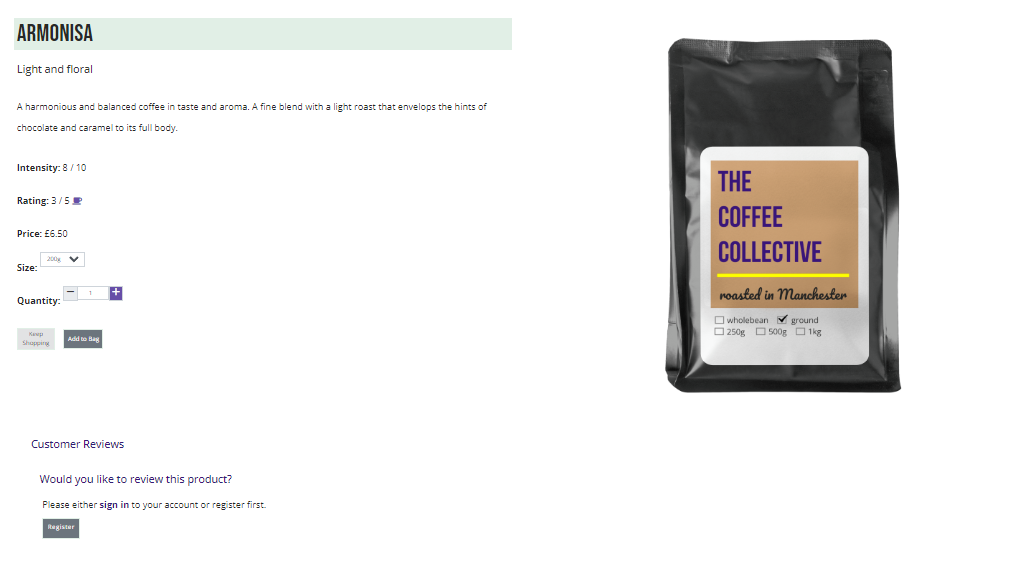 ARMONISA
Light and floral
A harmonious and balanced coffee in taste and aroma. A fine blend with a light roast that envelops the hints of
chocolate and caramel to its full body.
Intensity: 8 / 10
Rating: 3 / 5
Price: £6.50
Size: 200g
Quantity: − 1 +
Keep
Shopping
Add to Bag
THE
COFFEE
COLLECTIVE
roasted in Manchester
wholebean ground
250g 500g 1kg
Customer Reviews
Would you like to review this product?
Please either sign in to your account or register first.
Register